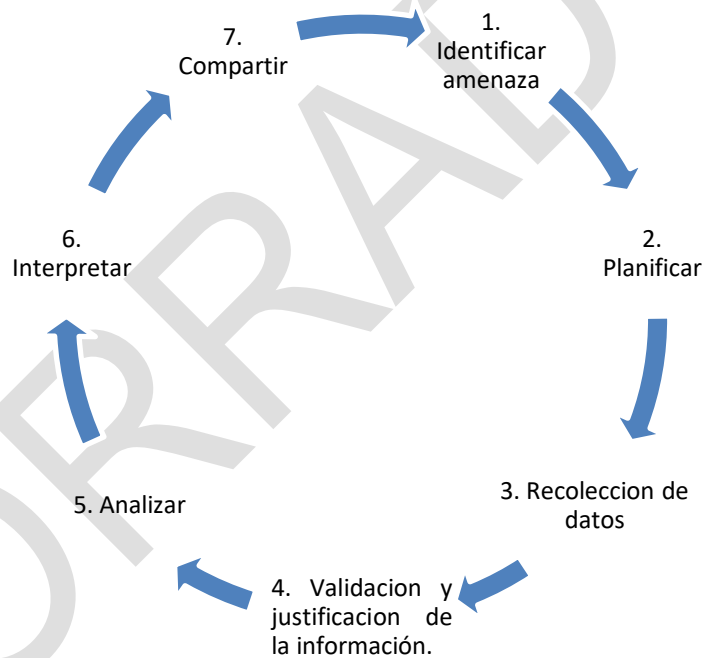 1.
Identificar
amenaza
2.
Planificar
3. Recoleccion de
datos
4. Validacion y
justificacion de
la información.
5. Analizar
6.
Interpretar
7.
Compartir
ORRAD